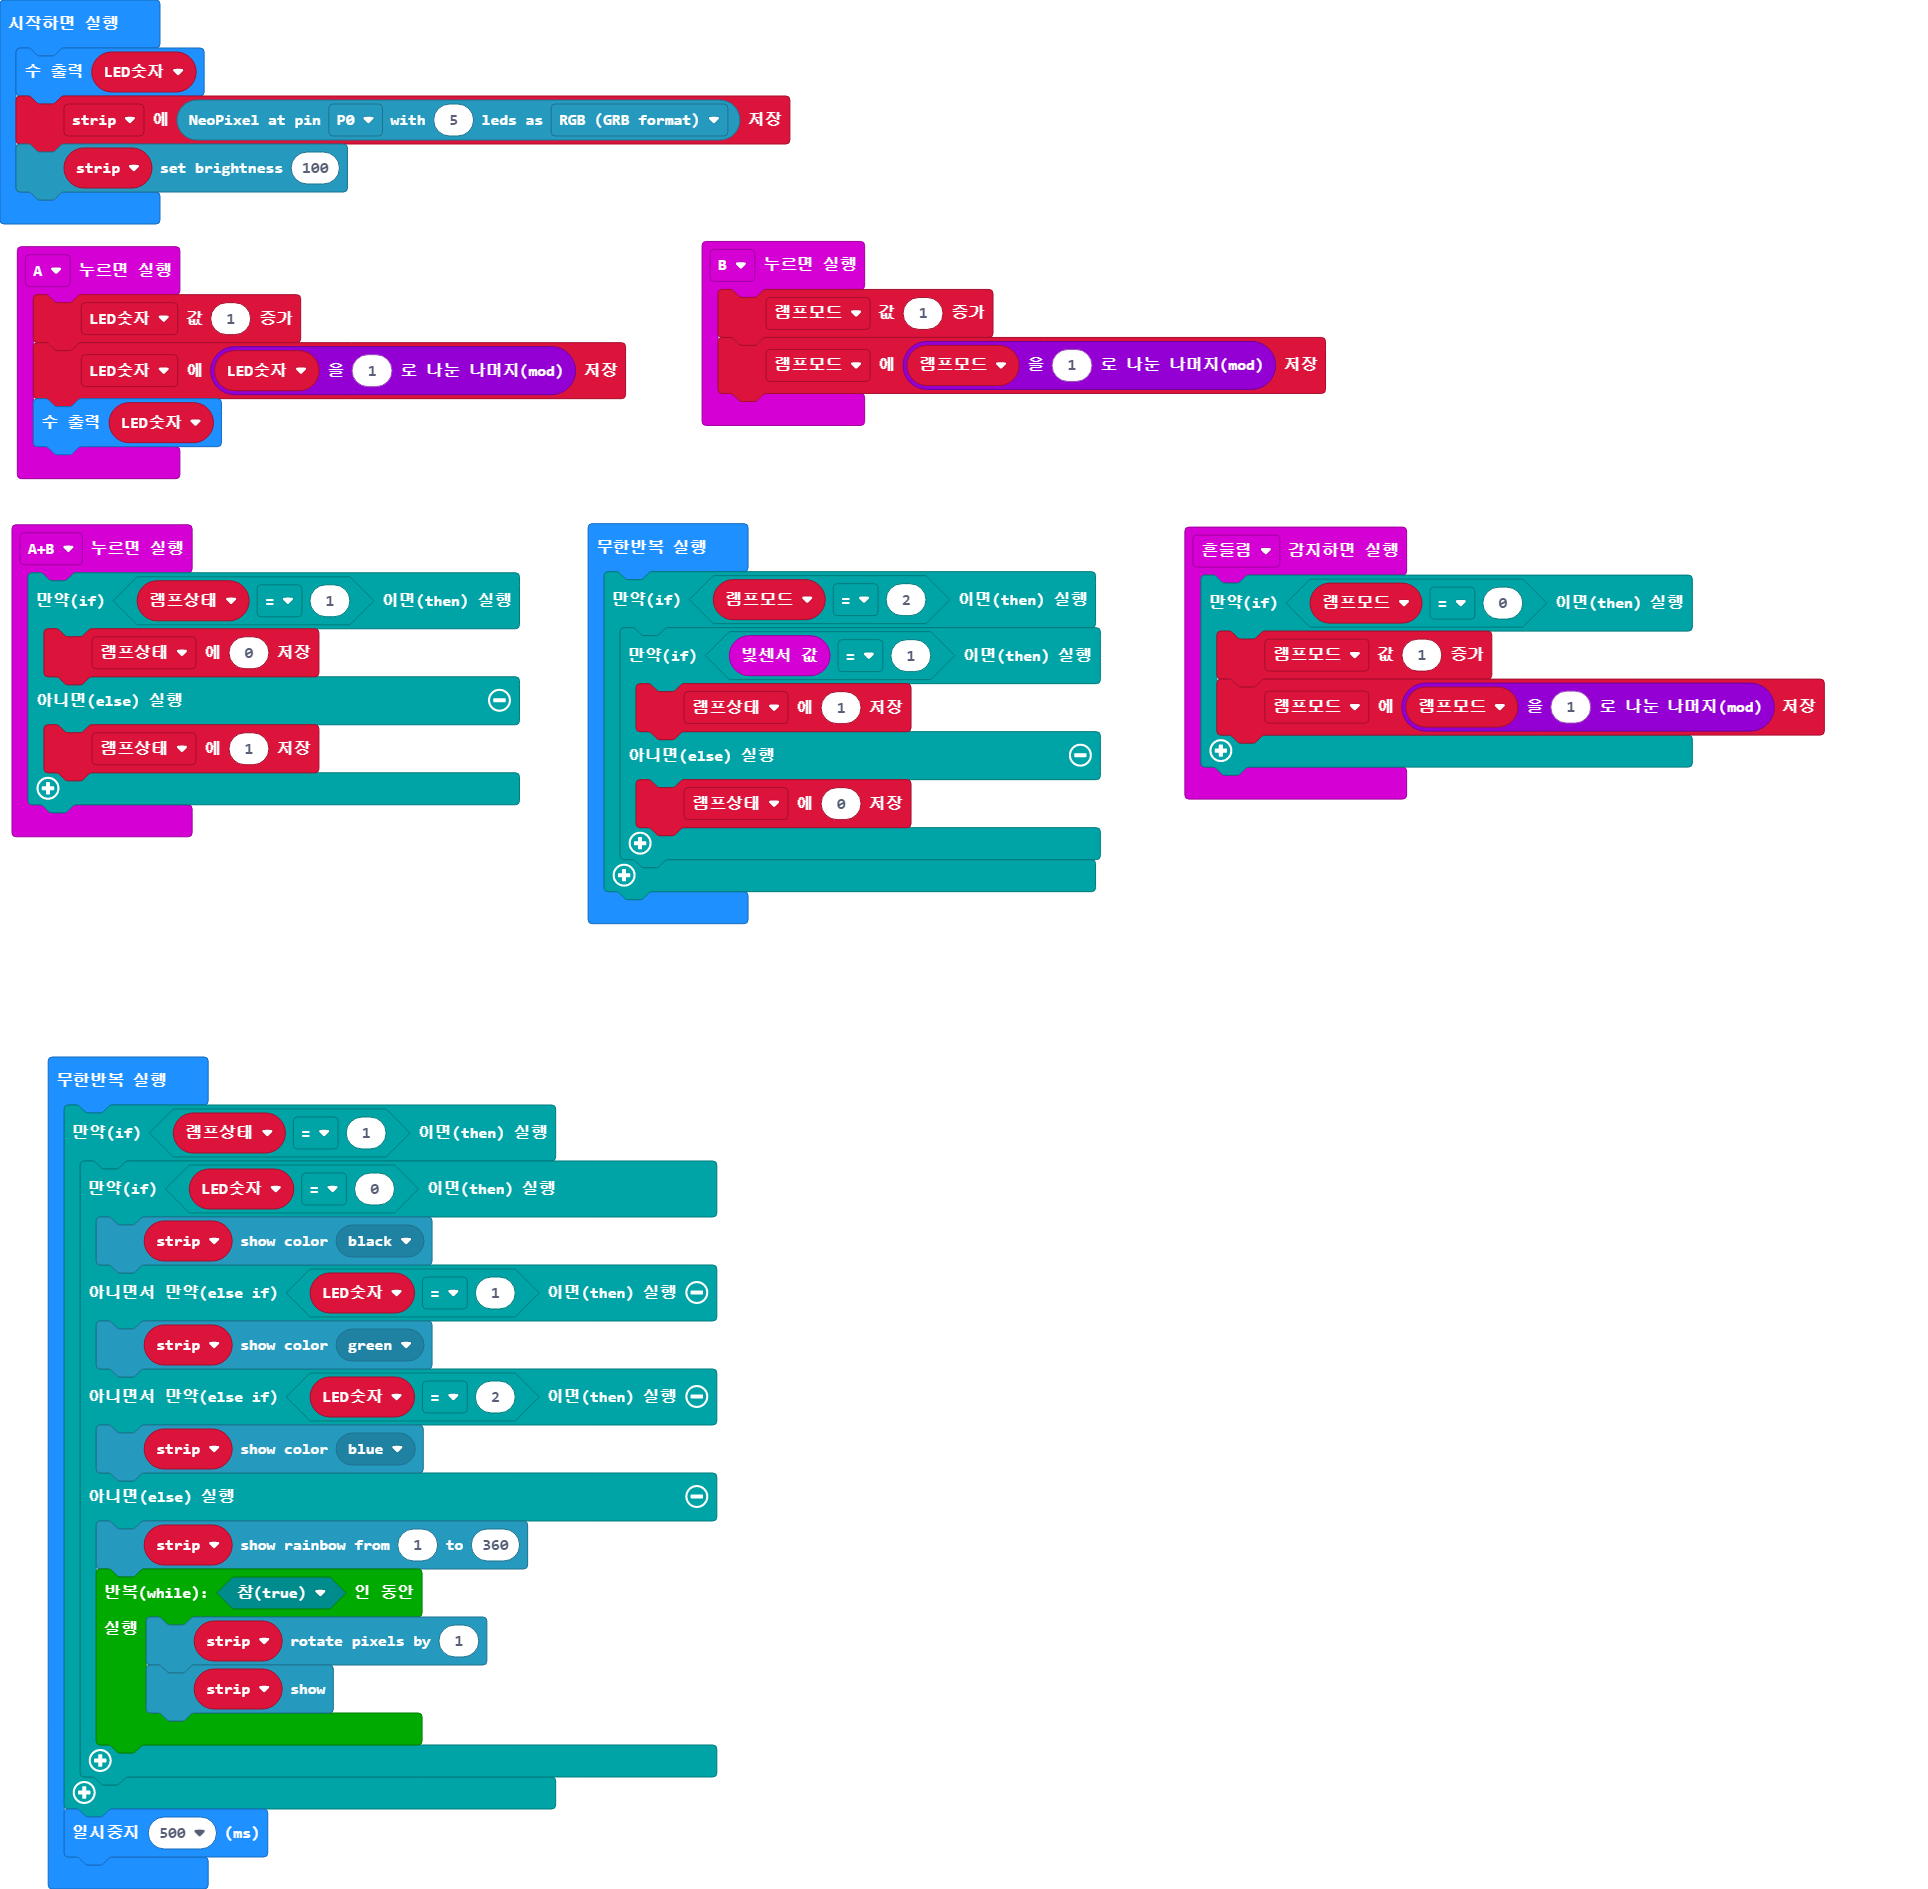 시작하면 실행
수 출력 LED숫자
strip 에 NeoPixel at pin P0 with 5 leds as RGB (GRB format) 저장
strip set brightness 100
A 누르면 실행
LED숫자 값 1 증가
LED숫자 에 LED숫자 을 1 로 나눈 나머지(mod) 저장
수 출력 LED숫자
B 누르면 실행
램프모드 값 1 증가
램프모드 에 램프모드 을 1 로 나눈 나머지(mod) 저장
A+B 누르면 실행
만약(if) 램프상태 = 1 이면(then) 실행
램프상태 에 0 저장
아니면(else) 실행
램프상태 에 1 저장
무한반복 실행
만약(if) 램프모드 = 2 이면(then) 실행
만약(if) 빛센서 값 = 1 이면(then) 실행
램프상태 에 1 저장
아니면(else) 실행
램프상태 에 0 저장
흔들림 감지하면 실행
만약(if) 램프모드 = 0 이면(then) 실행
램프모드 값 1 증가
램프모드 에 램프모드 을 1 로 나눈 나머지(mod) 저장
무한반복 실행
만약(if) 램프상태 = 1 이면(then) 실행
만약(if) LED숫자 = 0 이면(then) 실행
strip show color black
아니면서 만약(else if) LED숫자 = 1 이면(then) 실행
strip show color green
아니면서 만약(else if) LED숫자 = 2 이면(then) 실행
strip show color blue
아니면(else) 실행
strip show rainbow from 1 to 360
반복(while): 참(true) 인 동안
실행 strip rotate pixels by 1
strip show
일시중지 500 (ms)